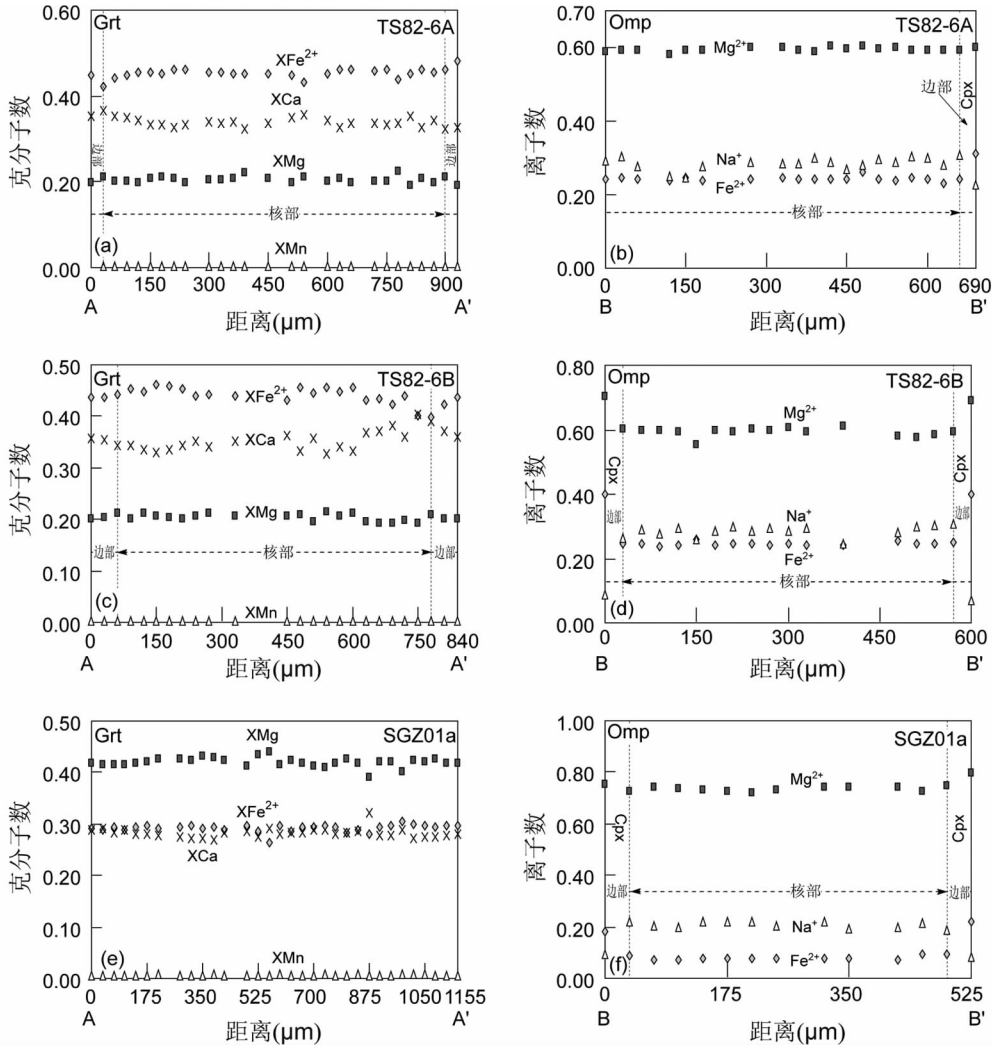 Grt
TS82-6A
0.60
XFe²⁺
0.40
XCa
克分子数
边部
边部
XMg
0.20
核部
(a)
XMn
0.00
0 150 300 450 600 750 900
A A'
距离(μm)
0.70
Omp
TS82-6A
0.60
Mg²⁺
边部
Cpx
离子数
0.40
Na⁺
Fe²⁺
0.20
核部
(b)
0.00
0 150 300 450 600 690
B B'
距离(μm)
0.50
Grt
TS82-6B
XFe²⁺
0.40
XCa
克分子数
0.30
XMg
0.20
边部 核部 边部
0.10
(c)
XMn
0.00
0 150 300 450 600 750 840
A A'
距离(μm)
0.80
Omp
TS82-6B
Mg²⁺
0.60
Cpx
Cpx
离子数
0.40
边部
边部
Na⁺
Fe²⁺
0.20
核部
(d)
0.00
0 150 300 450 600
B B'
距离(μm)
0.50
Grt
XMg
SGZ01a
0.40
克分子数
XFe²⁺
0.30
XCa
0.20
0.10
(e)
XMn
0.00
0 175 350 525 700 875 1050 1155
A A'
距离(μm)
1.00
Omp
SGZ01a
0.80
Mg²⁺
离子数
0.60
Cpx
Cpx
0.40
边部 核部 边部
Na⁺
0.20
Fe²⁺
(f)
0.00
0 175 350 525
B B'
距离(μm)